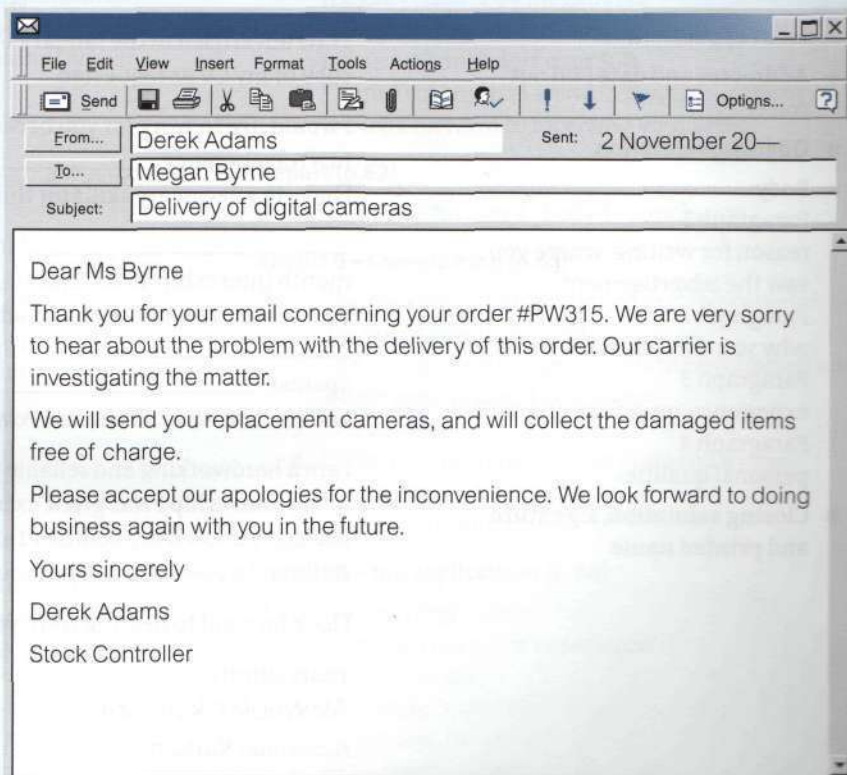 File Edit View Insert Format Tools Actions Help
Send Options...
From... Derek Adams Sent: 2 November 20—
To... Megan Byrne
Subject: Delivery of digital cameras
Dear Ms Byrne
Thank you for your email concerning your order #PW315. We are very sorry
to hear about the problem with the delivery of this order. Our carrier is
investigating the matter.
We will send you replacement cameras, and will collect the damaged items
free of charge.
Please accept our apologies for the inconvenience. We look forward to doing
business again with you in the future.
Yours sincerely
Derek Adams
Stock Controller